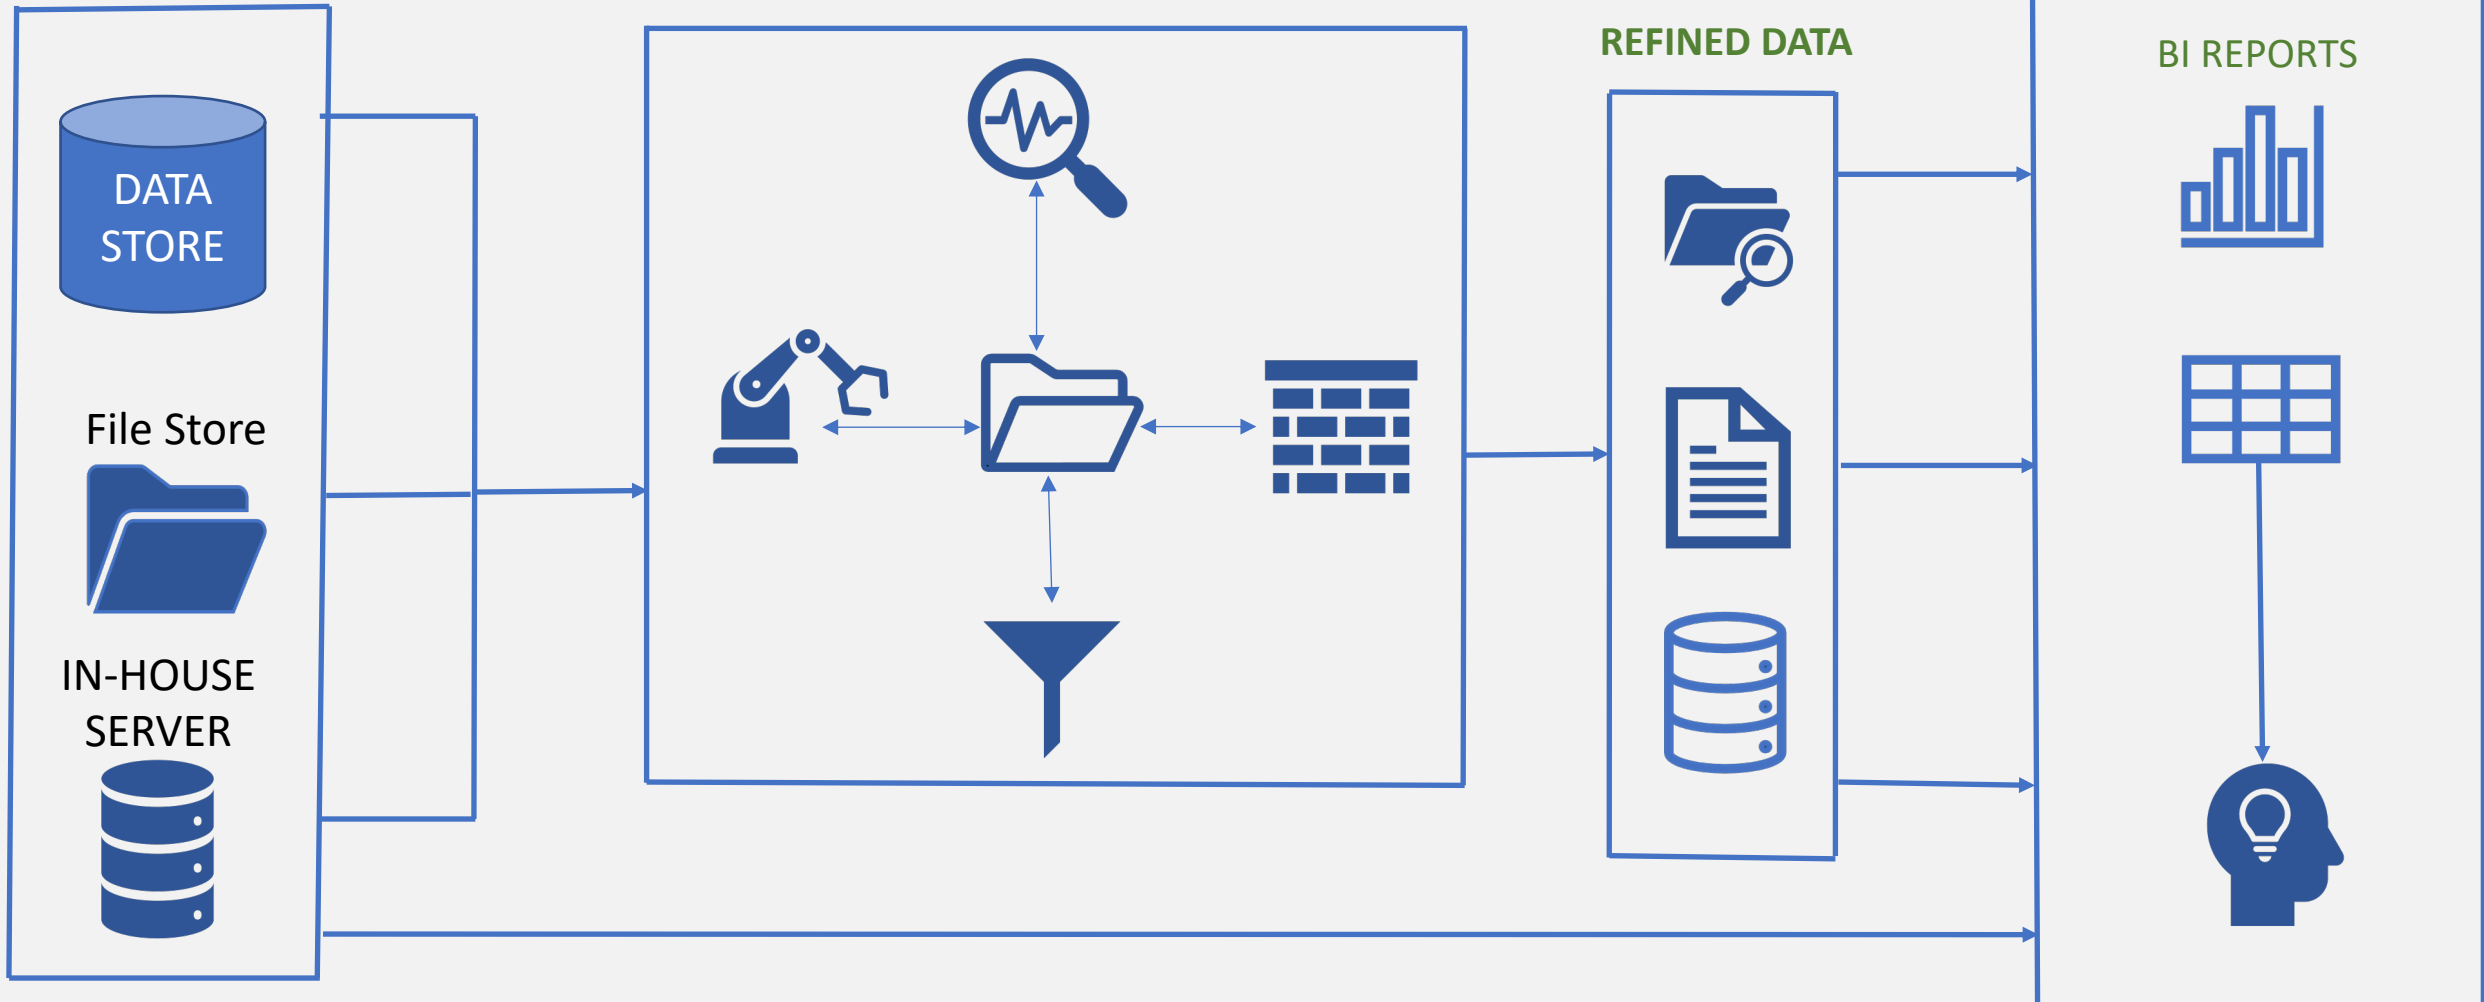 DATA
STORE
File Store
IN-HOUSE
SERVER
REFINED DATA
BI REPORTS